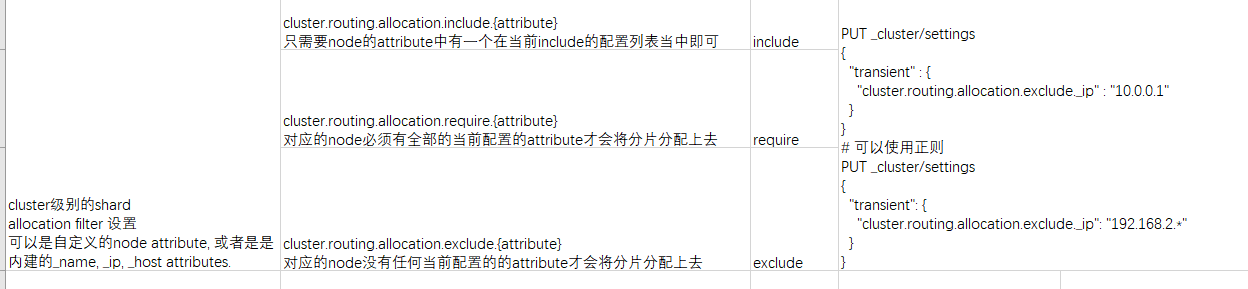 cluster级别的shard
allocation filter 设置
可以是自定义的node attribute, 或者是是
内建的_name, _ip, _host attributes.
cluster.routing.allocation.include.{attribute}
只需要node的attribute中有一个在当前include的配置列表当中即可
include
cluster.routing.allocation.require.{attribute}
对应的node必须有全部的当前配置的attribute才会将分片分配上去
require
cluster.routing.allocation.exclude.{attribute}
对应的node没有任何当前配置的的attribute才会将分片分配上去
exclude
PUT _cluster/settings
{
"transient" : {
"cluster.routing.allocation.exclude._ip" : "10.0.0.1"
}
}
# 可以使用正则
PUT _cluster/settings
{
"transient": {
"cluster.routing.allocation.exclude._ip": "192.168.2.*"
}
}